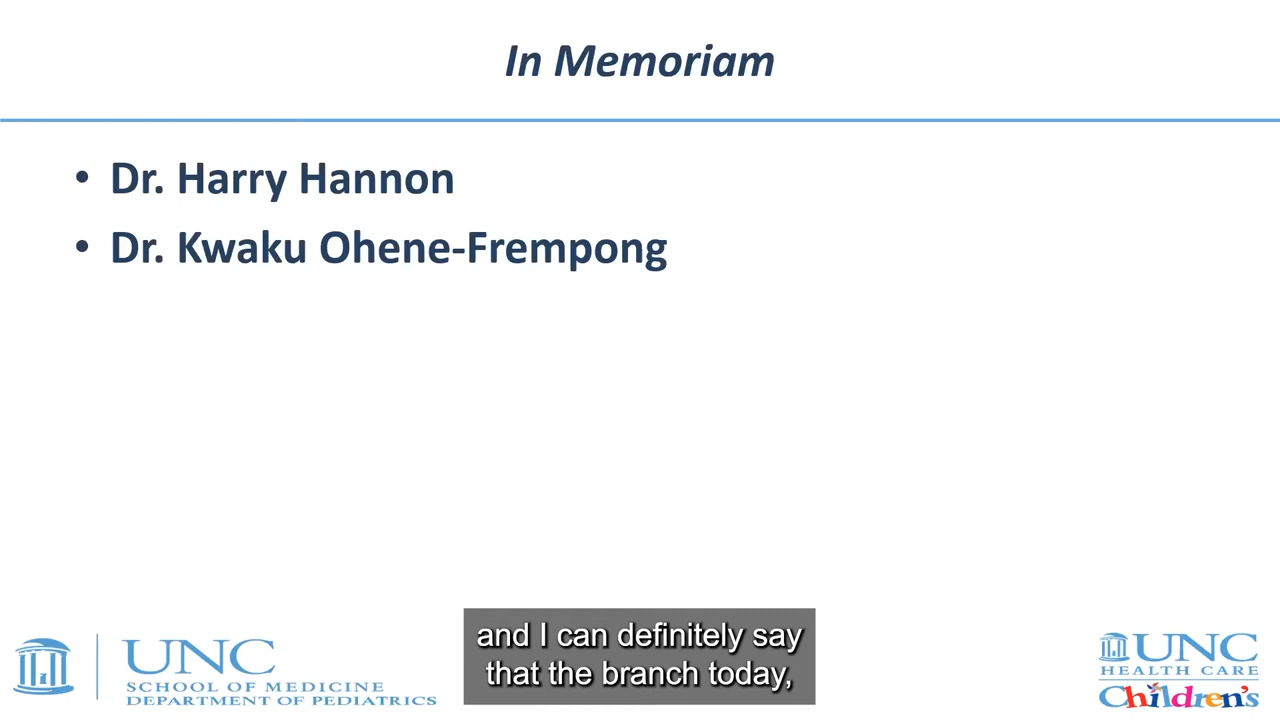 In Memoriam
• Dr. Harry Hannon
• Dr. Kwaku Ohene-Frempong
and I can definitely say
that the branch today,
UNC
SCHOOL OF MEDICINE
DEPARTMENT OF PEDIATRICS
UNC
HEALTH CARE
Children's